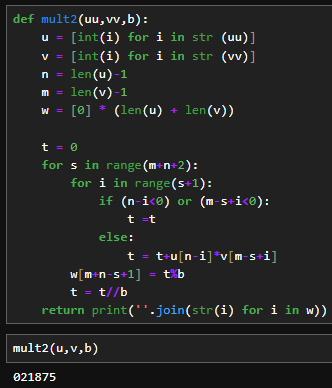 def mult2(uu,vv,b):
    u = [int(i) for i in str (uu)]
    v = [int(i) for i in str (vv)]
    n = len(u)-1
    m = len(v)-1
    w = [0] * (len(u) + len(v))

    t = 0
    for s in range(m+n+2):
        for i in range(s+1):
            if (n-i<0) or (m-s+i<0):
                t =t
            else:
                t = t+u[n-i]*v[m-s+i]
        w[m+n-s+1] = t%b
        t = t//b
    return print(''.join(str(i) for i in w))
mult2(u,v,b)
021875